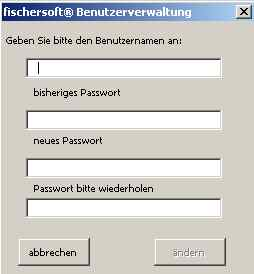 fischersoft® Benutzerverwaltung
Geben Sie bitte den Benutzernamen an:
bisheriges Passwort
neues Passwort
Passwort bitte wiederholen
abbrechen ändern